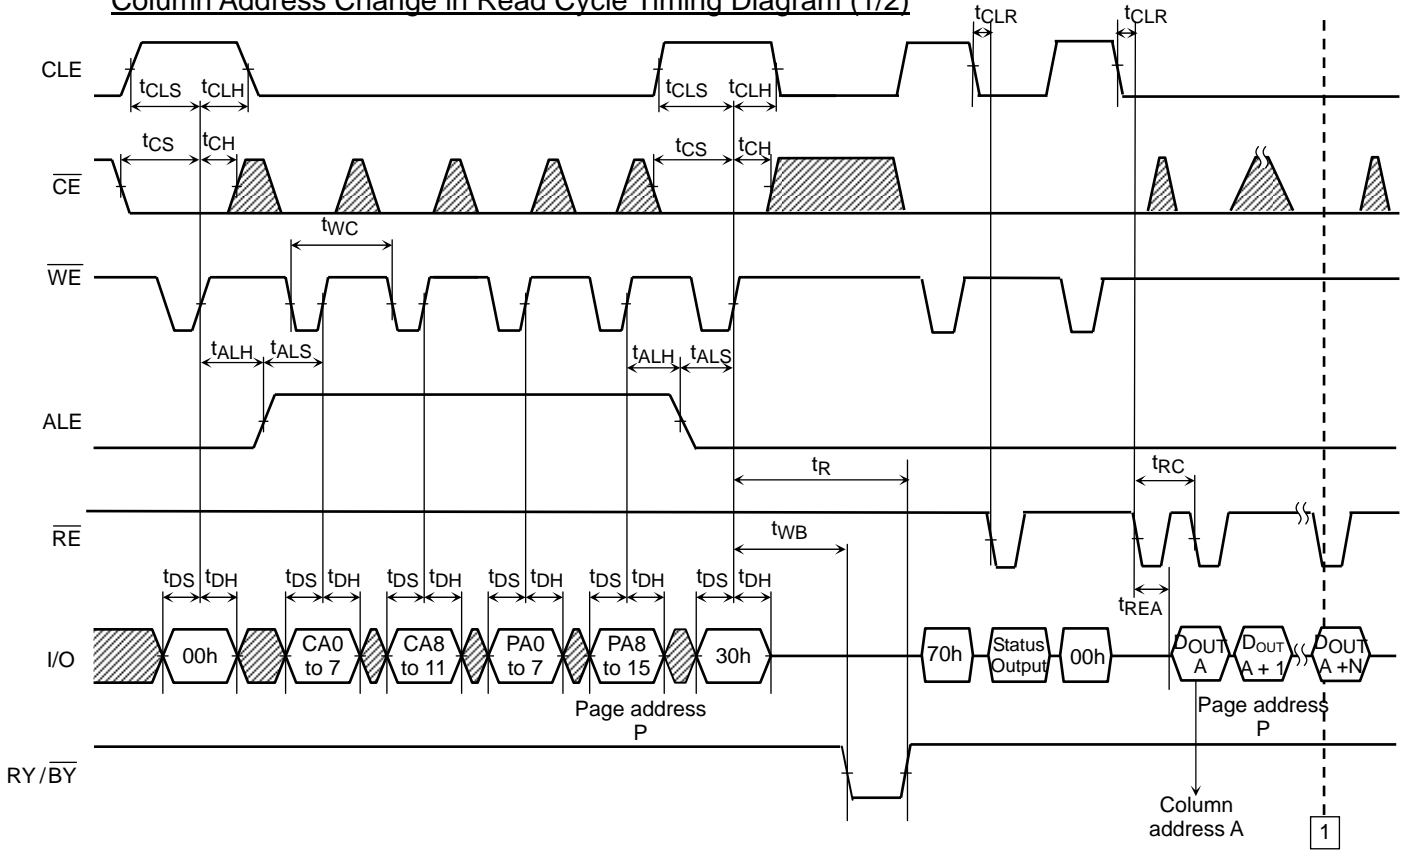 Column Address Change in Read Cycle Timing Diagram (1/2)
tCLR
tCLR
CLE
tCLS
tCLH
tCLS
tCLH
tCS
tCH
tCS
tCH
CE
tWC
WE
tALH
tALS
tALH
tALS
ALE
tR
tRC
RE
tWB
tDS
tDH
tDS
tDH
tDS
tDH
tDS
tDH
tDS
tDH
tDS
tDH
tREA
I/O
00h
CA0
to 7
CA8
to 11
PA0
to 7
PA8
to 15
30h
70h
Status
Output
00h
DOUT
A
DOUT
A + 1
DOUT
A +N
Page address
P
Page address
P
RY/BY
Column
address A
1